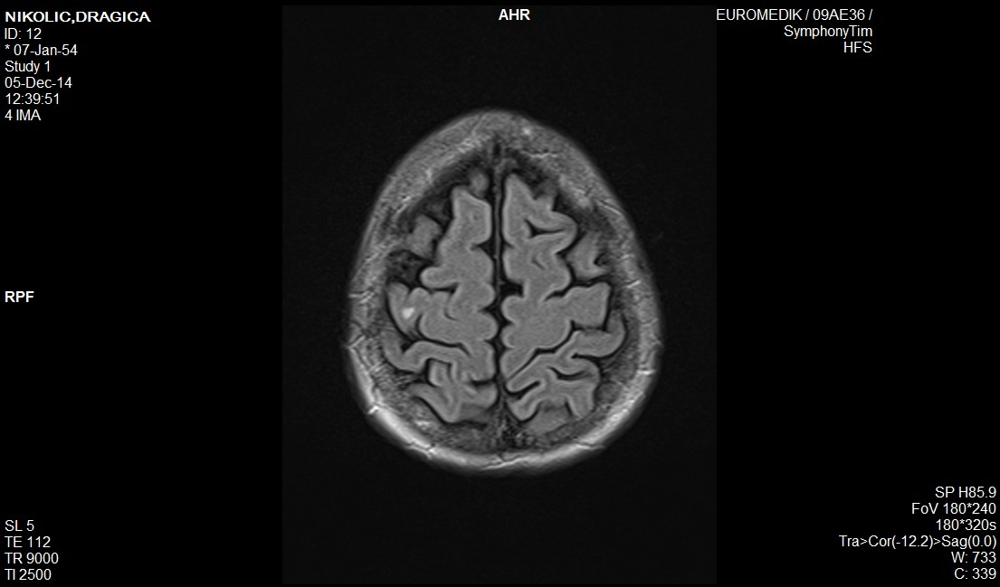 NIKOLIC,DRAGICA
ID: 12
* 07-Jan-54
Study 1
05-Dec-14
12:39:51
4 IMA
AHR
EUROMEDIK / 09AE36 /
SymphonyTim
HFS
RPF
SL 5
TE 112
TR 9000
TI 2500
SP H85.9
FoV 180*240
180*320s
Tra>Cor(-12.2)>Sag(0.0)
W: 733
C: 339